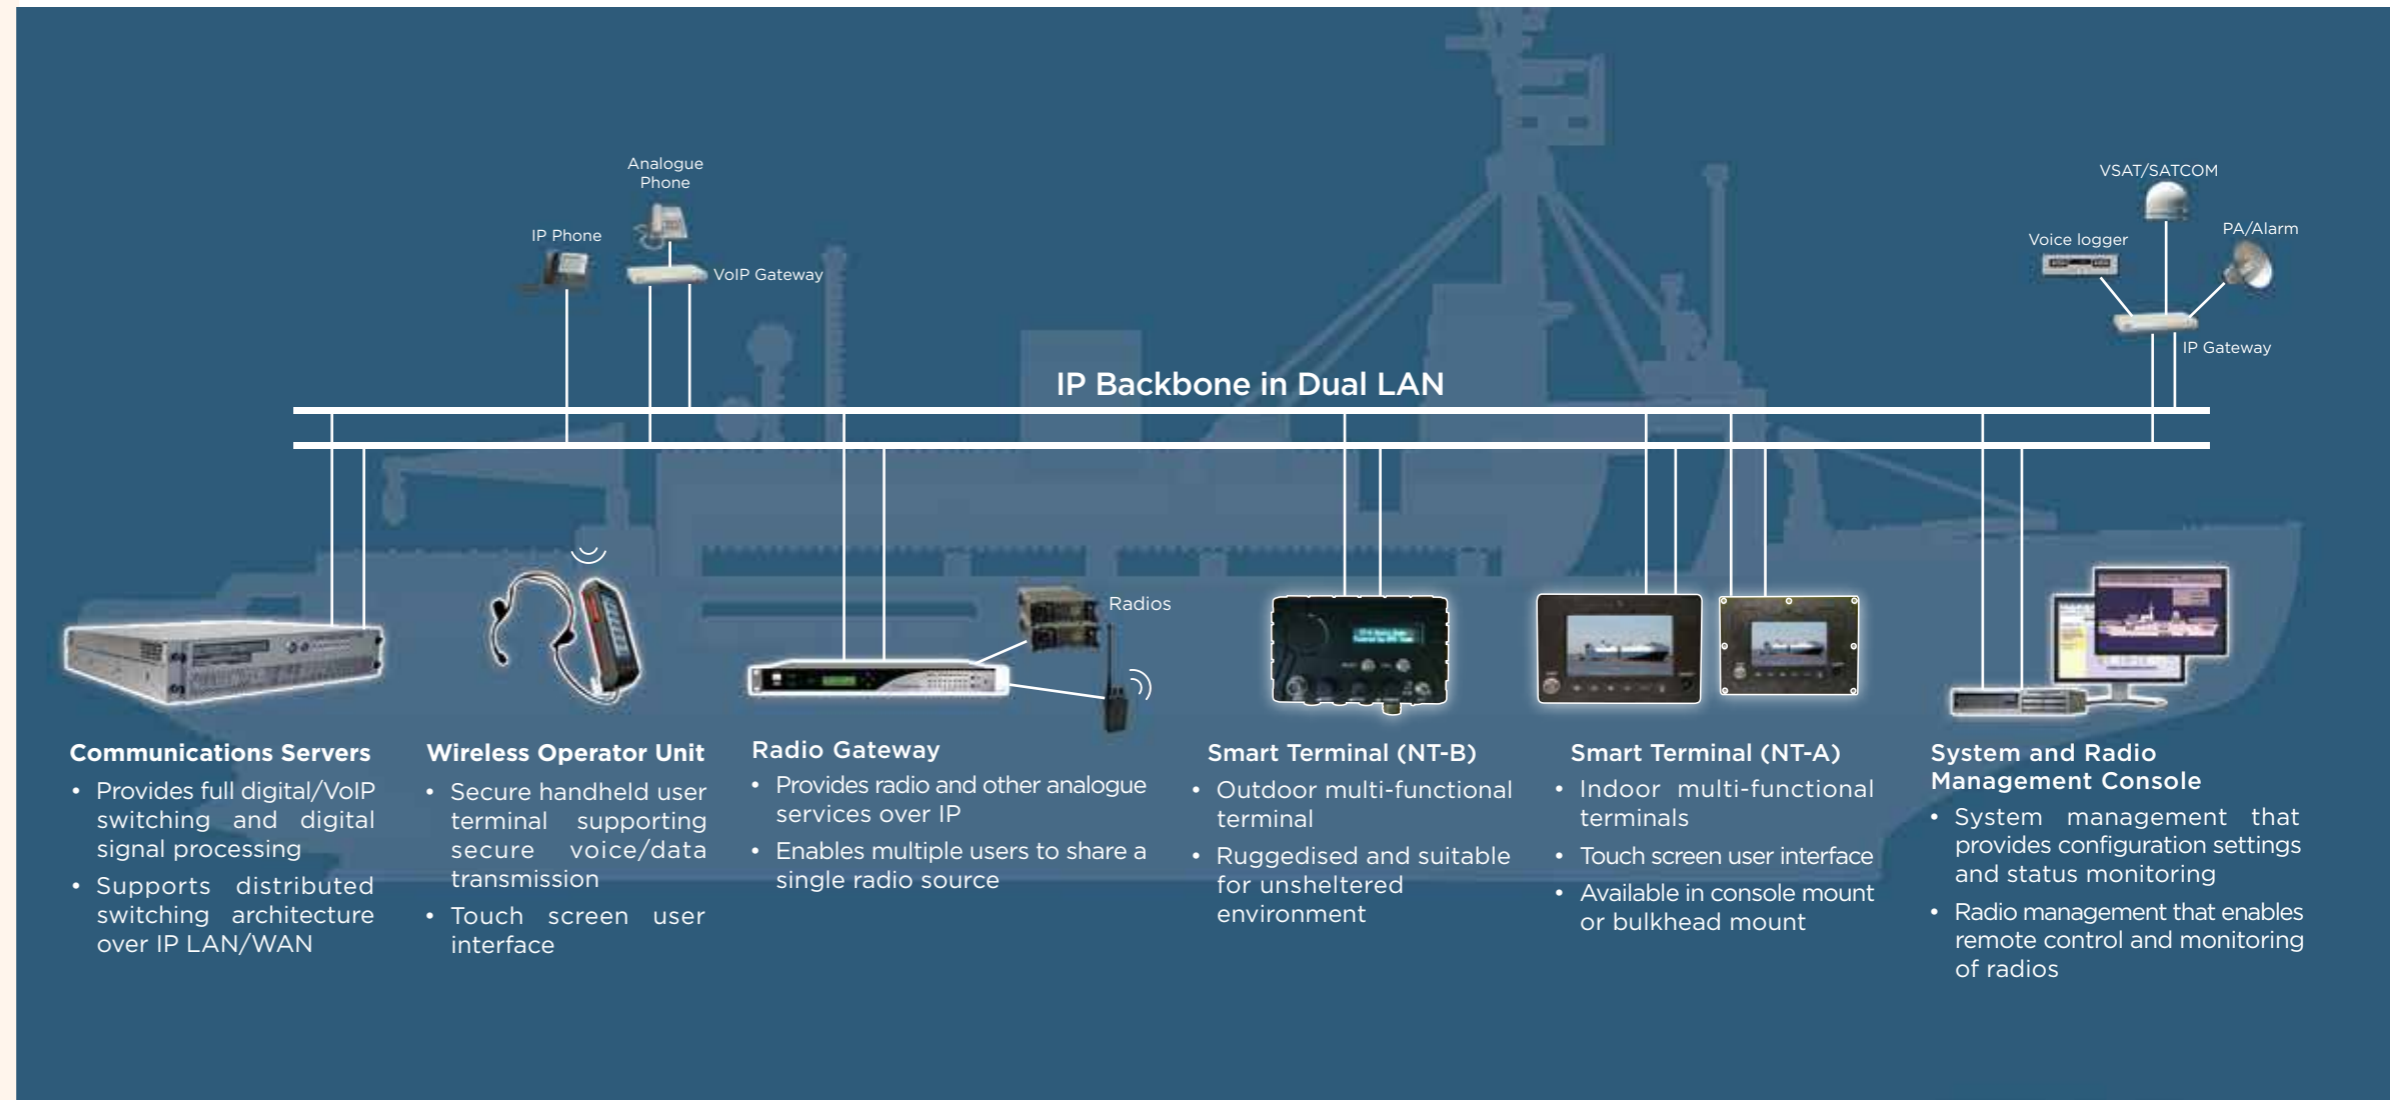 Analogue
Phone
IP Phone
VoIP Gateway
VSAT/SATCOM
Voice logger
PA/Alarm
IP Gateway
IP Backbone in Dual LAN
Radios
Communications Servers
• Provides full digital/VoIP
switching and digital
signal processing
• Supports distributed
switching architecture
over IP LAN/WAN
Wireless Operator Unit
• Secure handheld user
terminal supporting
secure voice/data
transmission
• Touch screen user
interface
Radio Gateway
• Provides radio and other analogue
services over IP
• Enables multiple users to share a
single radio source
Smart Terminal (NT-B)
• Outdoor multi-functional
terminal
• Ruggedised and suitable
for unsheltered
environment
Smart Terminal (NT-A)
• Indoor multi-functional
terminals
• Touch screen user interface
• Available in console mount
or bulkhead mount
System and Radio
Management Console
• System management that
provides configuration settings
and status monitoring
• Radio management that enables
remote control and monitoring
of radios